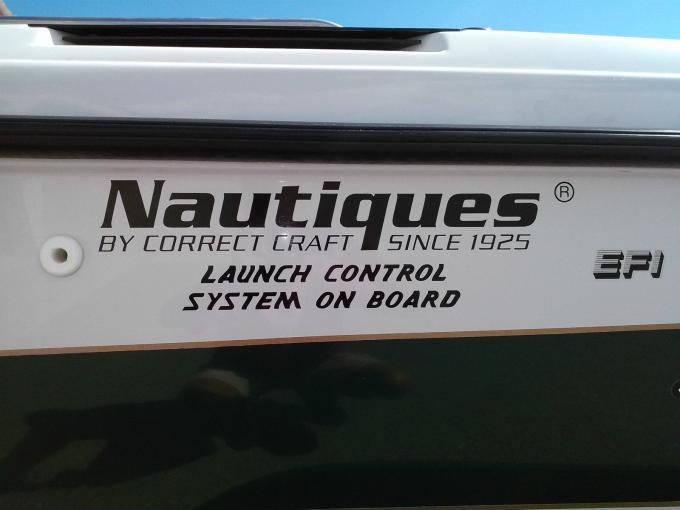 Nautiques ®
BY CORRECT CRAFT SINCE 1925
LAUNCH CONTROL
SYSTEM ON BOARD
EFI